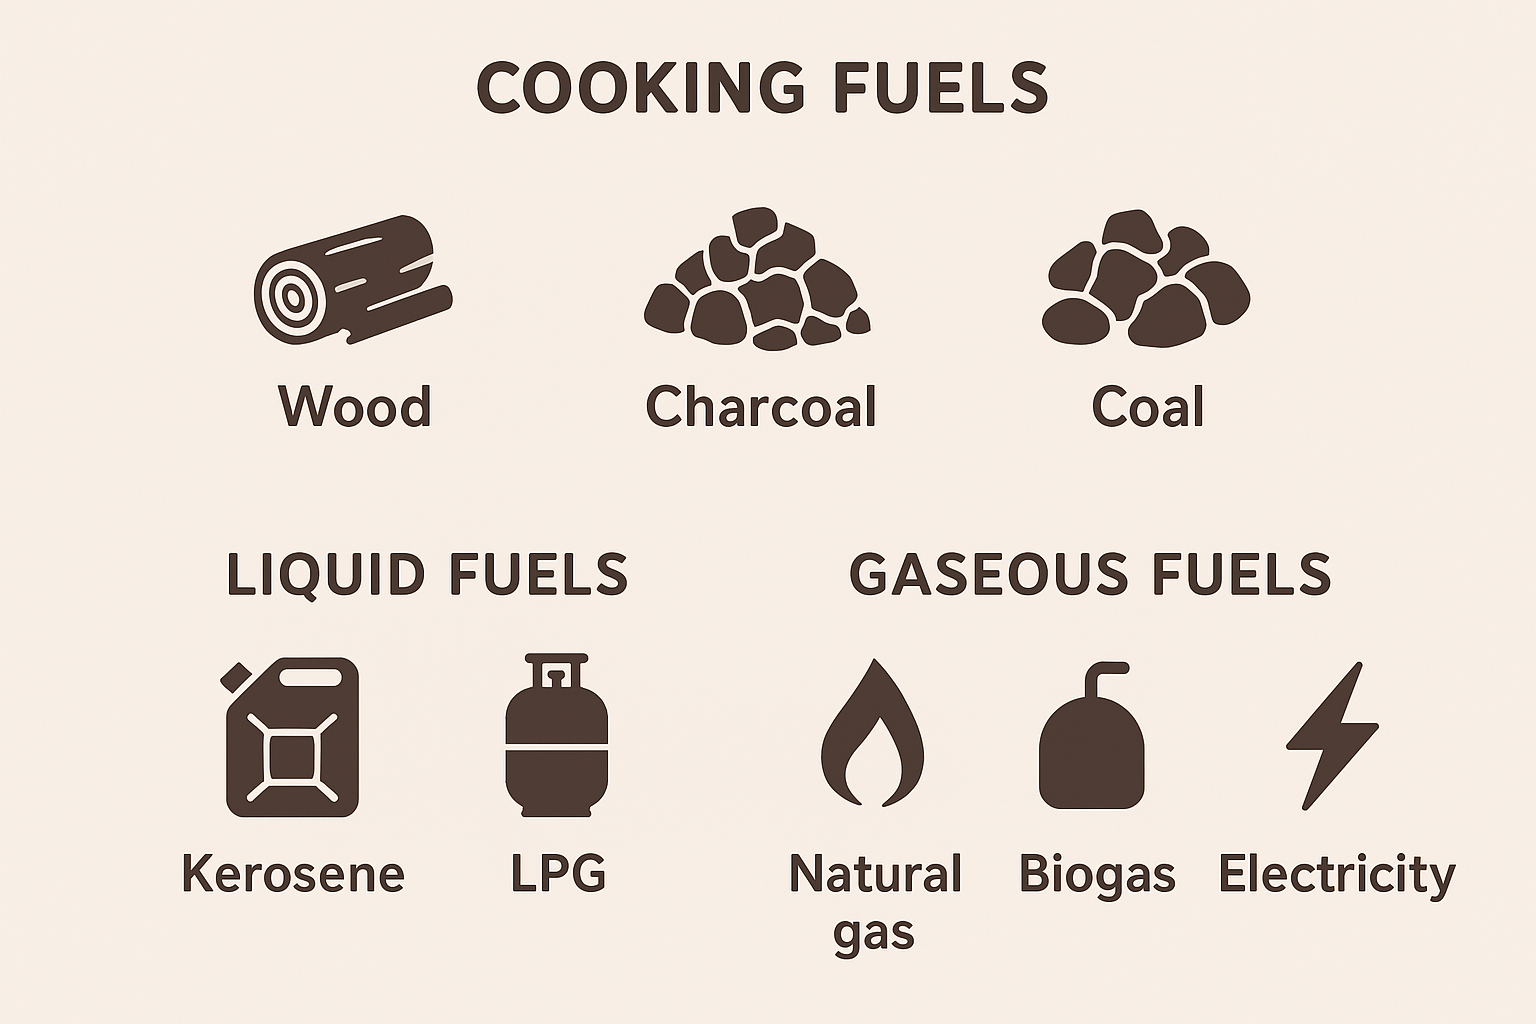 COOKING FUELS
Wood
Charcoal
Coal
LIQUID FUELS
GASEOUS FUELS
Kerosene
LPG
Natural
gas
Biogas
Electricity